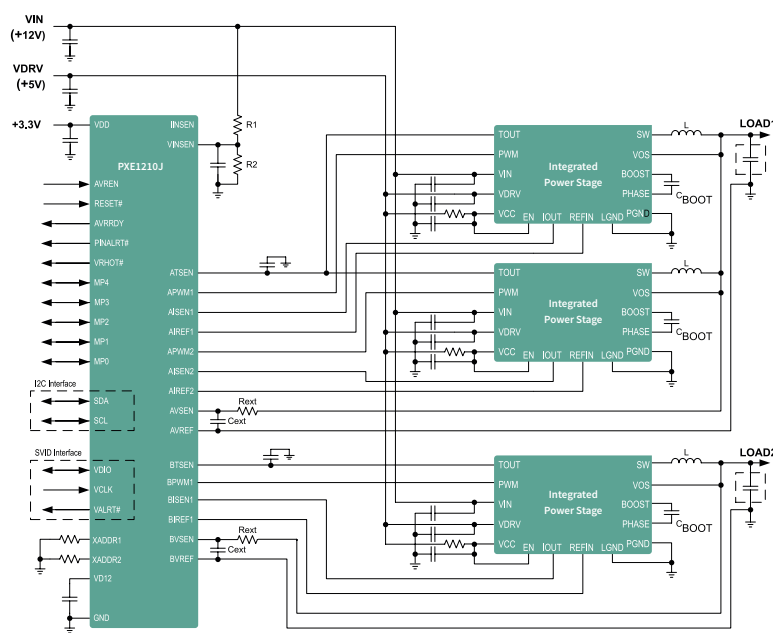 VIN
(+12V)
VDRV
(+5V)
+3.3V
VDD
PXE1210J
IINSEN
VINSEN
R1
R2
AVREN
RESET#
AVRRDY
PINALRT#
VRHOT#
MP4
MP3
MP2
MP1
MP0
I2C Interface
SDA
SCL
SVID Interface
VDIO
VCLK
VALRT#
XADDR1
XADDR2
VD12
GND
ATSEN
APWM1
AISEN1
AIREF1
APWM2
AISEN2
AIREF2
AVSEN
AVREF
Rext
Cext
BTSEN
BPWM1
BISEN1
BIREF1
BVSEN
BVREF
Rext
Cext
TOUT
PWM
VIN
VDRV
VCC
Integrated
Power Stage
EN
IOUT
REFIN
LGND
SW
VOS
BOOST
PHASE
PGND
L
CBOOT
LOAD1
TOUT
PWM
VIN
VDRV
VCC
Integrated
Power Stage
EN
IOUT
REFIN
LGND
SW
VOS
BOOST
PHASE
PGND
L
CBOOT
TOUT
PWM
VIN
VDRV
VCC
Integrated
Power Stage
EN
IOUT
REFIN
LGND
SW
VOS
BOOST
PHASE
PGND
L
CBOOT
LOAD2